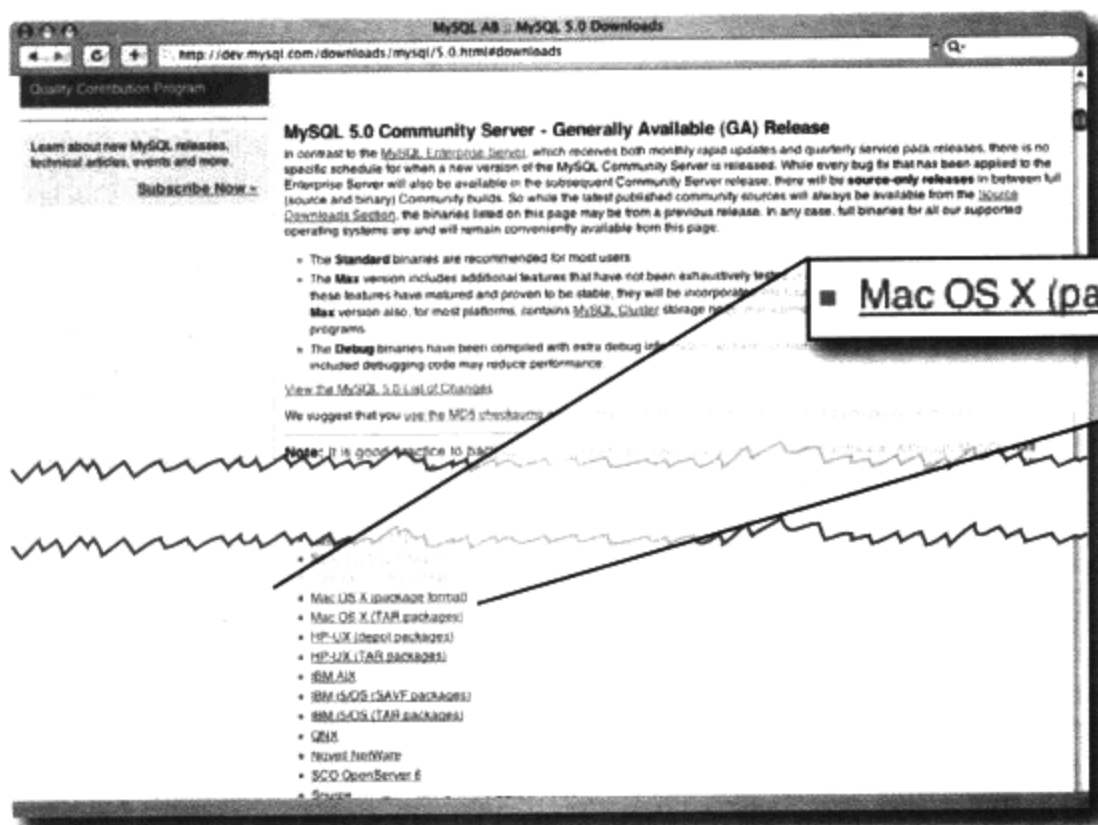 MySQL AB :: MySQL 5.0 Downloads
http://dev.mysql.com/downloads/mysql/5.0.html#downloads
Quality Contribution Program
Learn about new MySQL releases,
technical articles, events and more.
Subscribe Now »
MySQL 5.0 Community Server - Generally Available (GA) Release
In contrast to the MySQL Enterprise Server, which receives both monthly rapid updates and quarterly service pack releases, there is no
specific schedule for when a new version of the MySQL Community Server is released. While every bug fix that has been applied to the
Enterprise Server will also be available in the subsequent Community Server release, there will be source-only releases in between full
(source and binary) Community builds. So while the latest published community sources will always be available from the Source
Downloads Section, the binaries listed on this page may be from a previous release. In any case, full binaries for all our supported
operating systems are and will remain conveniently available from this page.
The Standard binaries are recommended for most users
The Max version includes additional features that have not been exhaustively
these features have matured and proven to be stable, they will be incorporated
Max version also, for most platforms, contains MySQL Cluster storage
programs.
The Debug binaries have been compiled with extra debug
included debugging code may reduce performance.
View the MySQL 5.0 List of Changes
We suggest that you use the MD5 checksums
Note: It is good practice to
▪ Mac OS X (pa
Mac OS X (package format)
Mac OS X (TAR packages)
HP-UX (depot packages)
HP-UX (TAR packages)
IBM AIX
IBM i5/OS (SAVF packages)
IBM i5/OS (TAR packages)
QNX
Novell NetWare
SCO OpenServer 6
Source